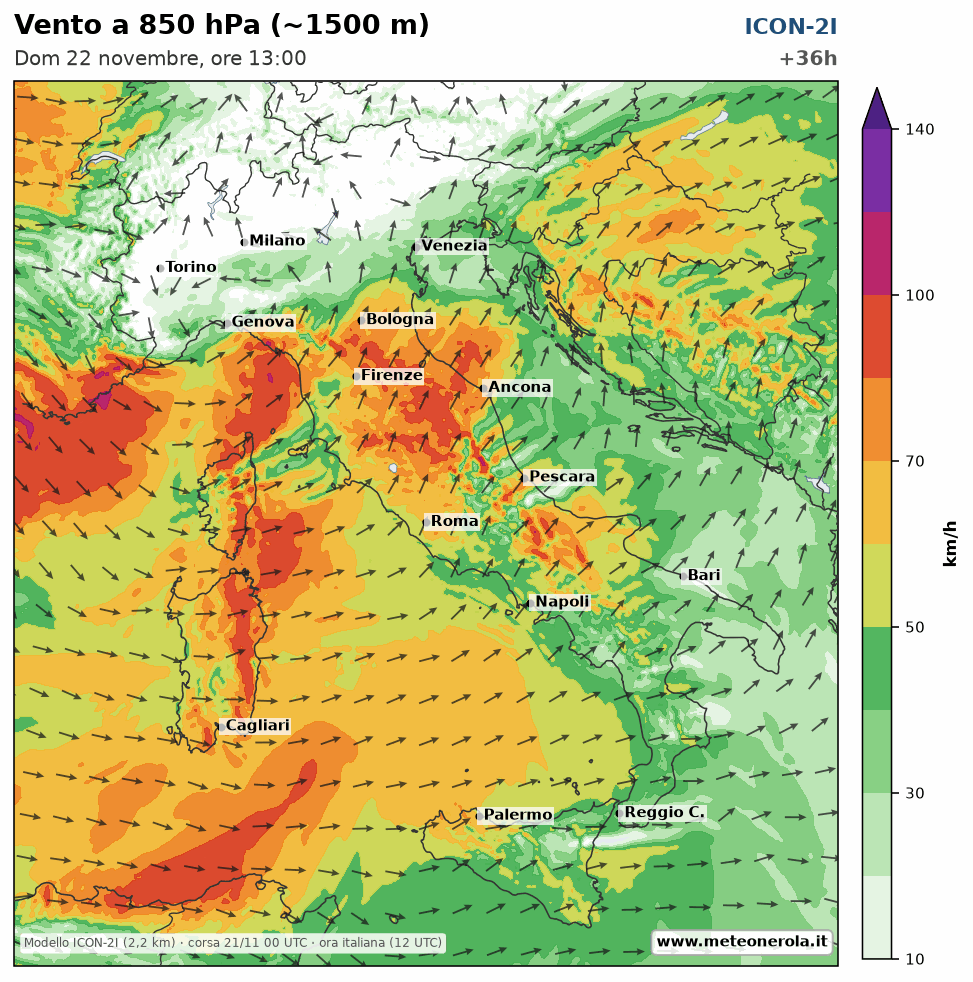 Vento a 850 hPa (~1500 m)
ICON-2I
Dom 22 novembre, ore 13:00
+36h
140
100
70
50
30
10
km/h
Milano
Venezia
Torino
Genova
Bologna
Firenze
Ancona
Pescara
Roma
Bari
Napoli
Cagliari
Palermo
Reggio C.
Modello ICON-2I (2,2 km) · corsa 21/11 00 UTC · ora italiana (12 UTC)
www.meteonerola.it